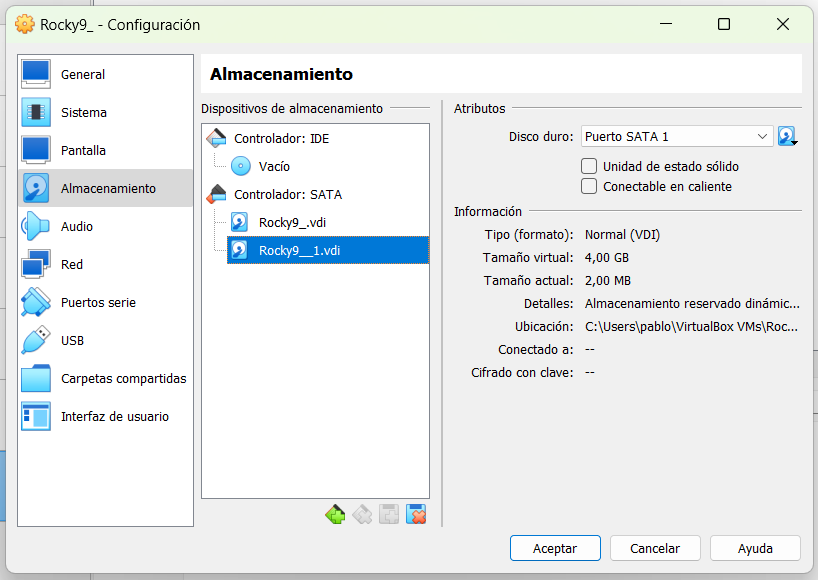 Rocky9_ - Configuración
General
Sistema
Pantalla
Almacenamiento
Audio
Red
Puertos serie
USB
Carpetas compartidas
Interfaz de usuario
Almacenamiento
Dispositivos de almacenamiento
Controlador: IDE
Vacío
Controlador: SATA
Rocky9_.vdi
Rocky9__1.vdi
Atributos
Disco duro: Puerto SATA 1
Unidad de estado sólido
Conectable en caliente
Información
Tipo (formato): Normal (VDI)
Tamaño virtual: 4,00 GB
Tamaño actual: 2,00 MB
Detalles: Almacenamiento reservado dinámic...
Ubicación: C:\Users\pablo\VirtualBox VMs\Roc...
Conectado a: --
Cifrado con clave: --
Aceptar
Cancelar
Ayuda